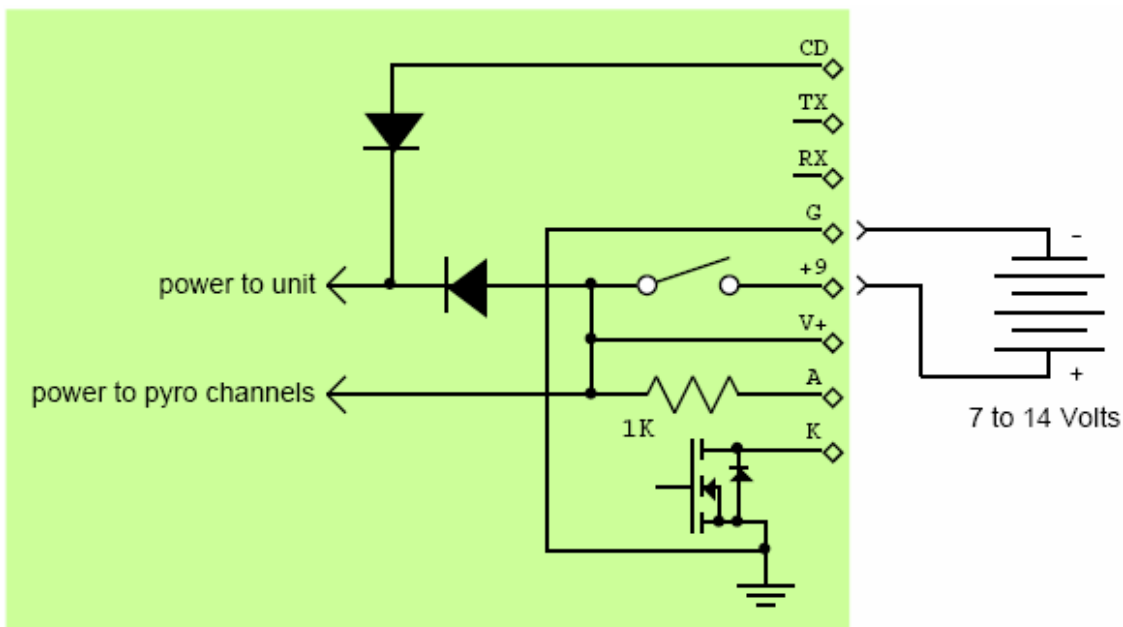 CD
TX
RX
G
-
power to unit
+9
V+
power to pyro channels
A
+
1K
7 to 14 Volts
K